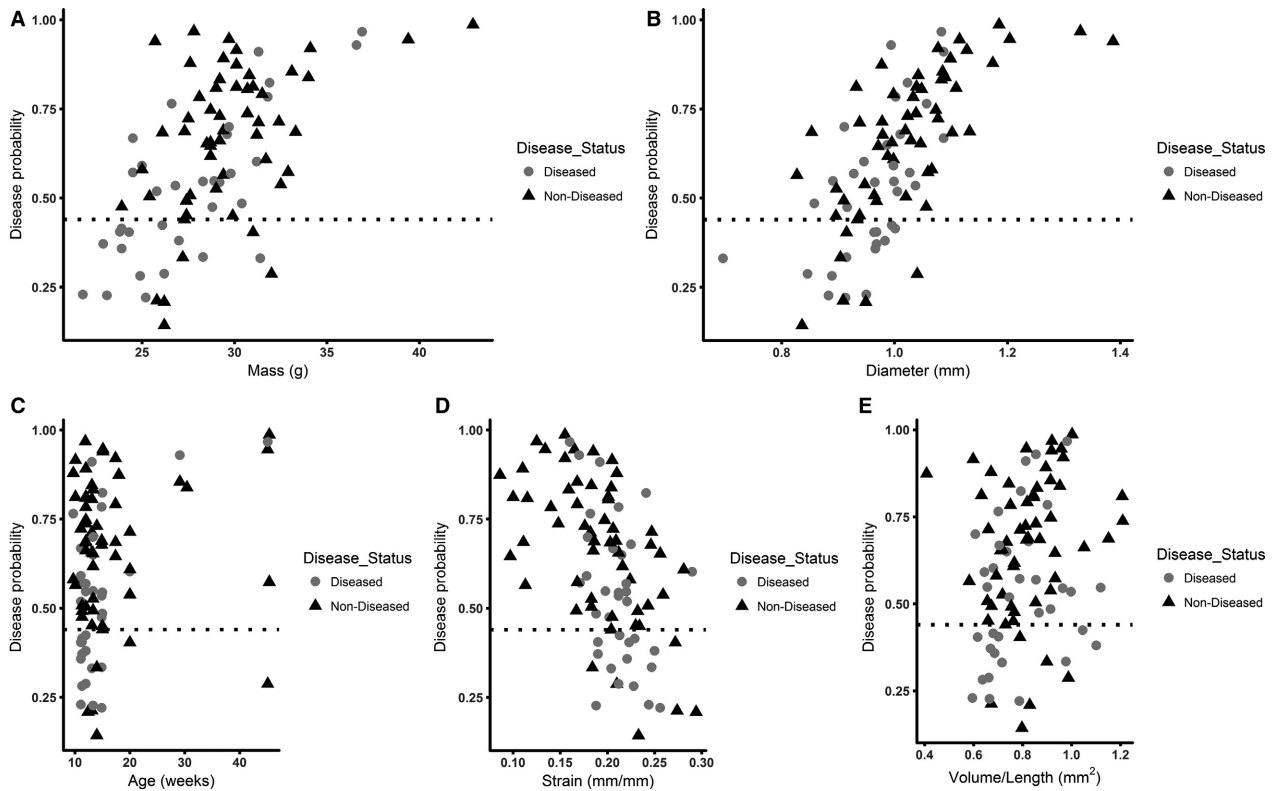 A
Disease probability
1.00
0.75
0.50
0.25
25 30 35 40
Mass (g)
Disease_Status
Diseased
Non-Diseased
B
Disease probability
1.00
0.75
0.50
0.25
0.8 1.0 1.2 1.4
Diameter (mm)
Disease_Status
Diseased
Non-Diseased
C
Disease probability
1.00
0.75
0.50
0.25
10 20 30 40
Age (weeks)
Disease_Status
Diseased
Non-Diseased
D
Disease probability
1.00
0.75
0.50
0.25
0.10 0.15 0.20 0.25 0.30
Strain (mm/mm)
Disease_Status
Diseased
Non-Diseased
E
Disease probability
1.00
0.75
0.50
0.25
0.4 0.6 0.8 1.0 1.2
Volume/Length (mm²)
Disease_Status
Diseased
Non-Diseased